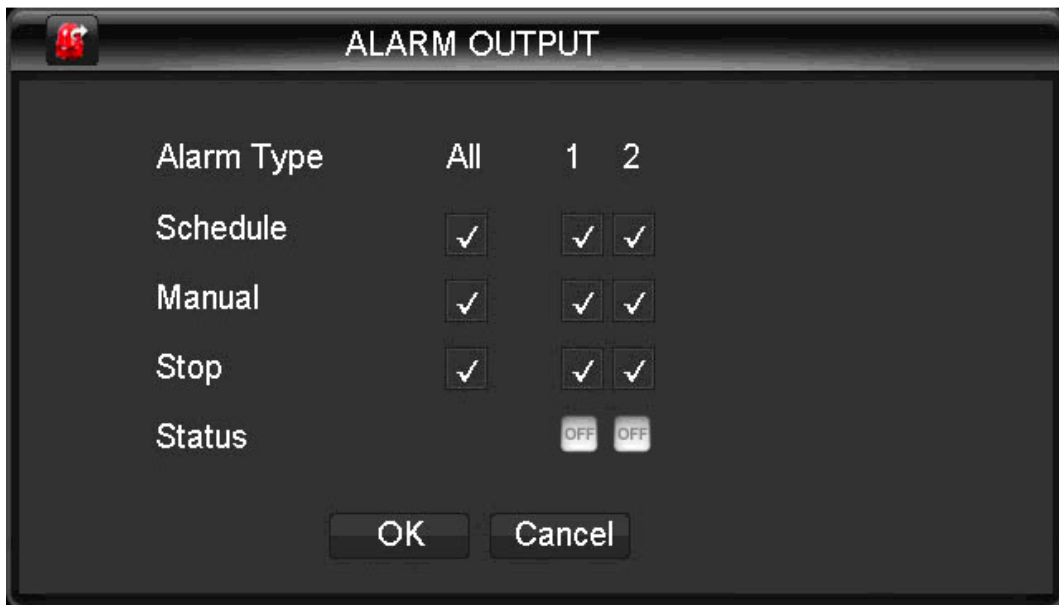 ALARM OUTPUT
Alarm Type All 1 2
Schedule
Manual
Stop
Status OFF OFF
OK Cancel